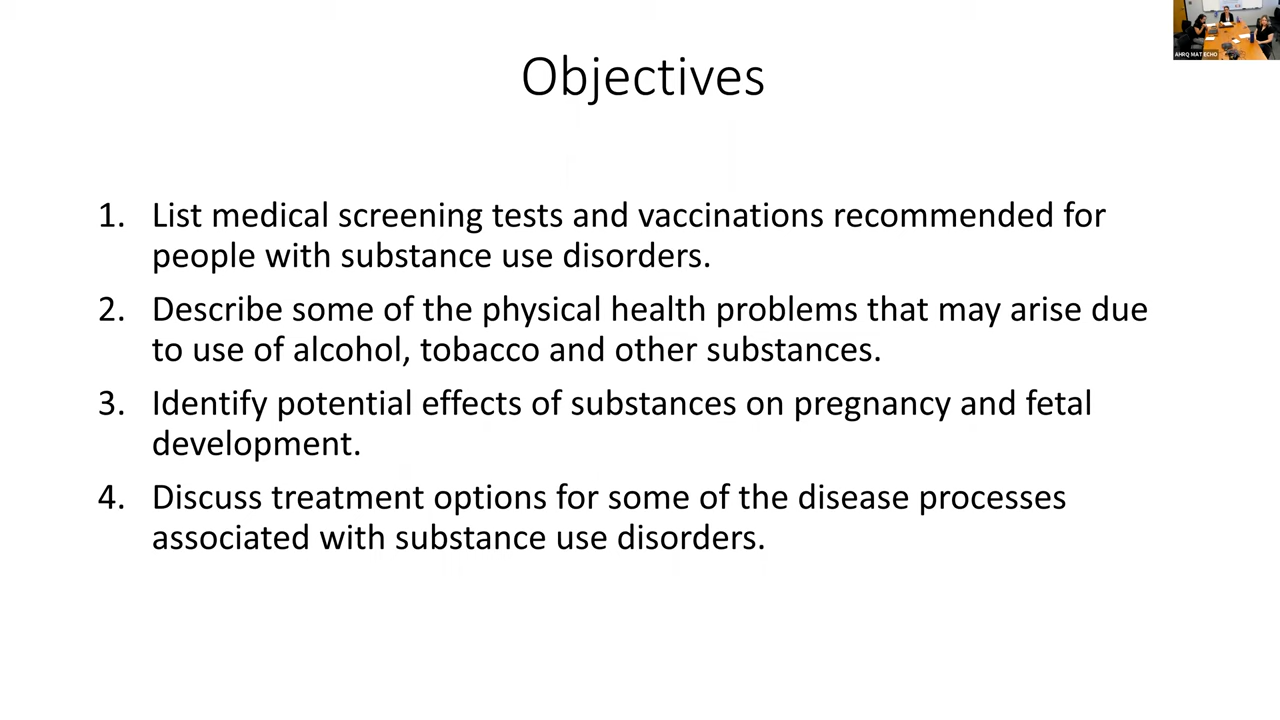 Objectives
1. List medical screening tests and vaccinations recommended for
people with substance use disorders.
2. Describe some of the physical health problems that may arise due
to use of alcohol, tobacco and other substances.
3. Identify potential effects of substances on pregnancy and fetal
development.
4. Discuss treatment options for some of the disease processes
associated with substance use disorders.
AHRQ MAT ECHO